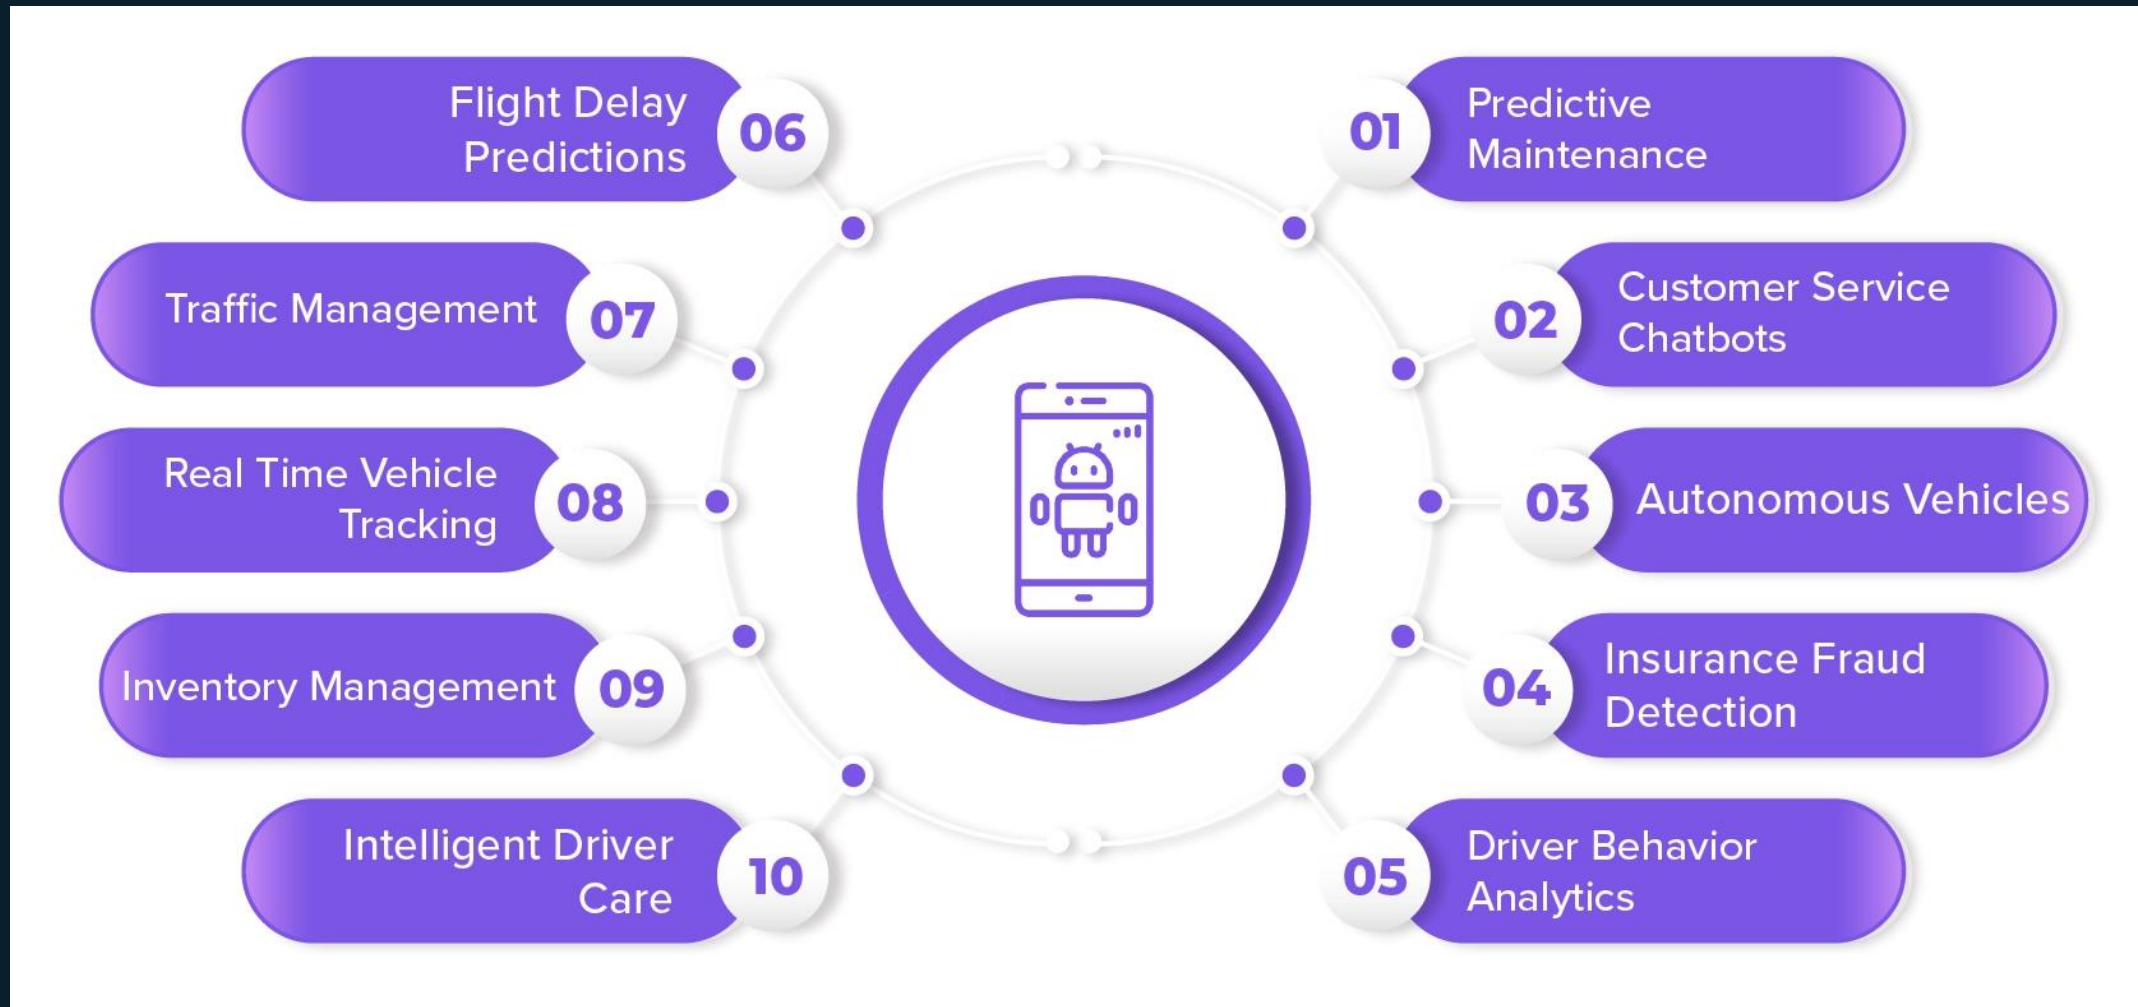 01
Predictive
Maintenance
02
Customer Service
Chatbots
03
Autonomous Vehicles
04
Insurance Fraud
Detection
05
Driver Behavior
Analytics
06
Flight Delay
Predictions
07
Traffic Management
08
Real Time Vehicle
Tracking
09
Inventory Management
10
Intelligent Driver
Care